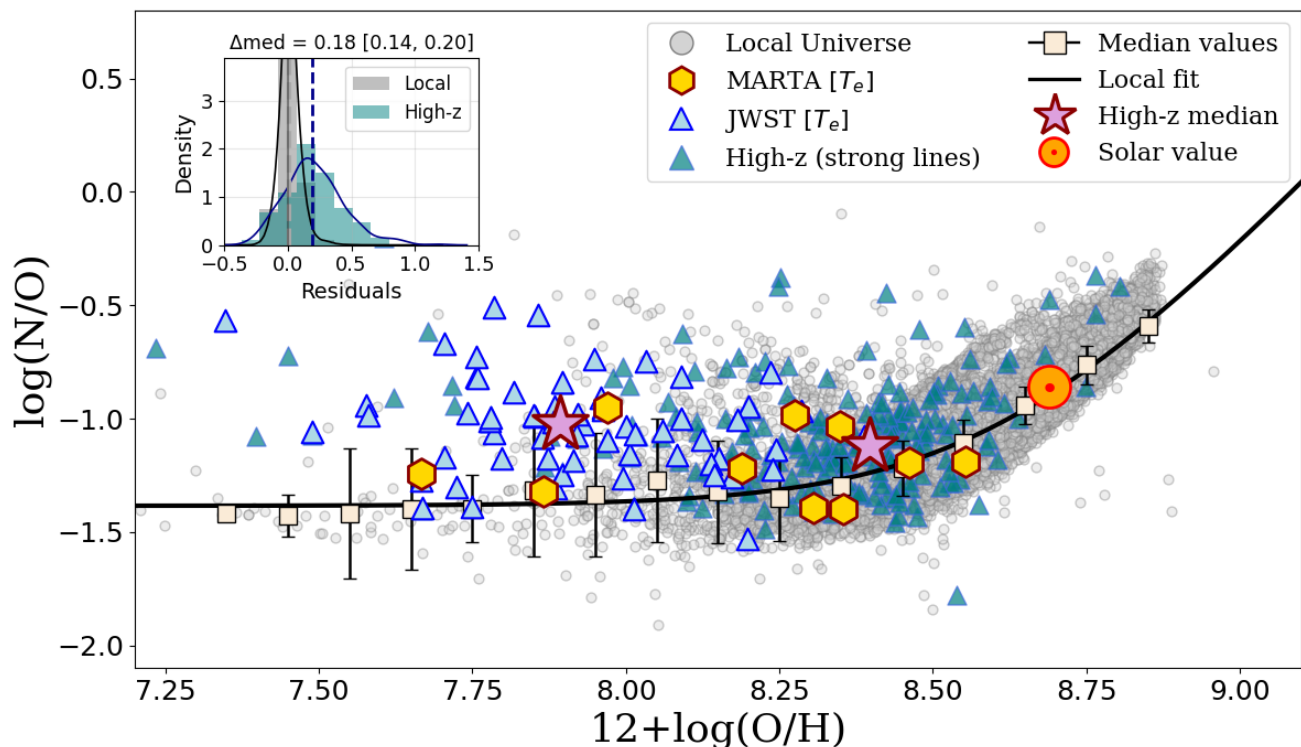 Δmed = 0.18 [0.14, 0.20]
Local
High-z
Density
3
2
1
0
−0.5 0.0 0.5 1.0 1.5
Residuals
Local Universe
MARTA [Te]
JWST [Te]
High-z (strong lines)
Median values
Local fit
High-z median
Solar value
log(N/O)
0.5
0.0
−0.5
−1.0
−1.5
−2.0
7.25 7.50 7.75 8.00 8.25 8.50 8.75 9.00
12+log(O/H)